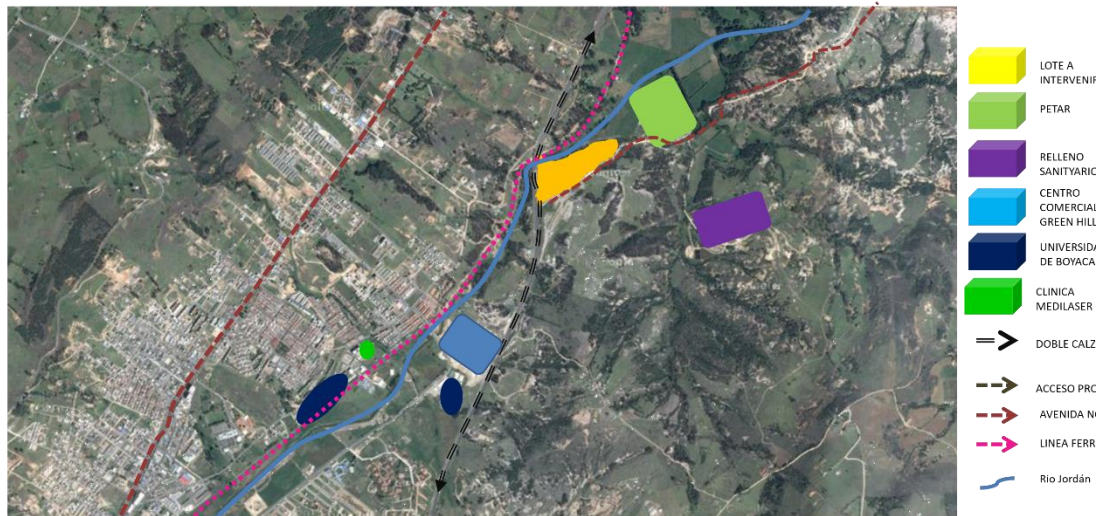 LOTE A
INTERVENIR
PETAR
RELLENO
SANITYARIO
CENTRO
COMERCIAL
GREEN HILL
UNIVERSIDA
DE BOYACA
CLINICA
MEDILASER
DOBLE CALZ
ACCESO PRO
AVENIDA NO
LINEA FERR
Rio Jordán